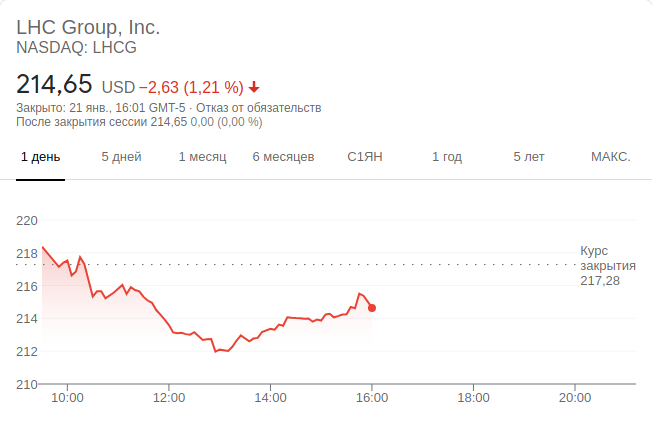 LHC Group, Inc.
NASDAQ: LHCG
214,65 USD −2,63 (1,21 %)
Закрыто: 21 янв., 16:01 GMT-5 · Отказ от обязательств
После закрытия сессии 214,65 0,00 (0,00 %)
1 день 5 дней 1 месяц 6 месяцев С1ЯН 1 год 5 лет МАКС.
220
218
216
214
212
210
Курс
закрытия
217,28
10:00 12:00 14:00 16:00 18:00 20:00